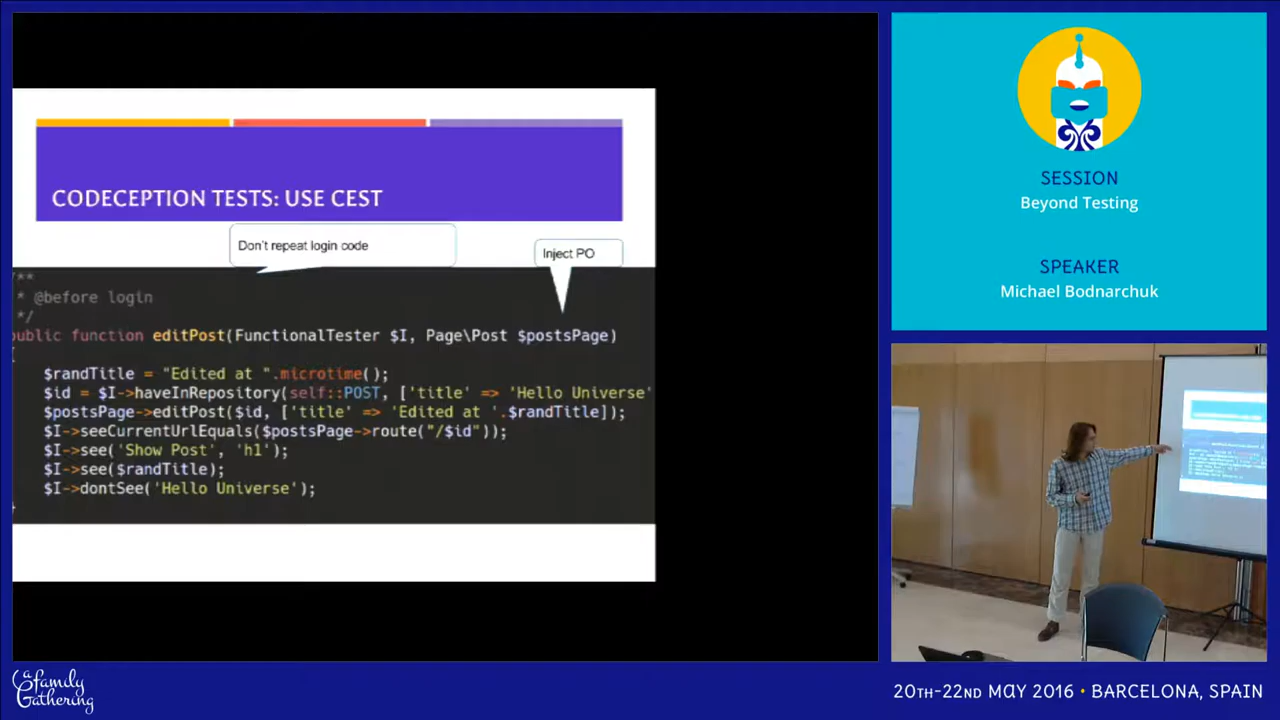 CODECEPTION TESTS: USE CEST
Don't repeat login code
Inject PO
/**
* @before login
*/
public function editPost(FunctionalTester $I, Page\Post $postsPage)
{
$randTitle = "Edited at ".microtime();
$id = $I->haveInRepository(self::POST, ['title' => 'Hello Universe'
$postsPage->editPost($id, ['title' => 'Edited at '.$randTitle]);
$I->seeCurrentUrlEquals($postsPage->route("/$id"));
$I->see('Show Post', 'h1');
$I->see($randTitle);
$I->dontSee('Hello Universe');
}
SESSION
Beyond Testing
SPEAKER
Michael Bodnarchuk
a family
Gathering
20TH-22ND MAY 2016 • BARCELONA, SPAIN